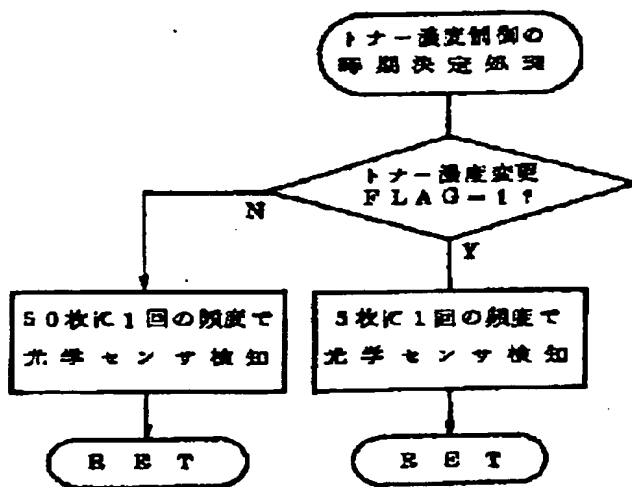 トナー濃度制御の
時期決定処理
トナー濃度変更
FLAG=1?
N
Y
50枚に1回の頻度で
光学センサ検知
5枚に1回の頻度で
光学センサ検知
RET
RET